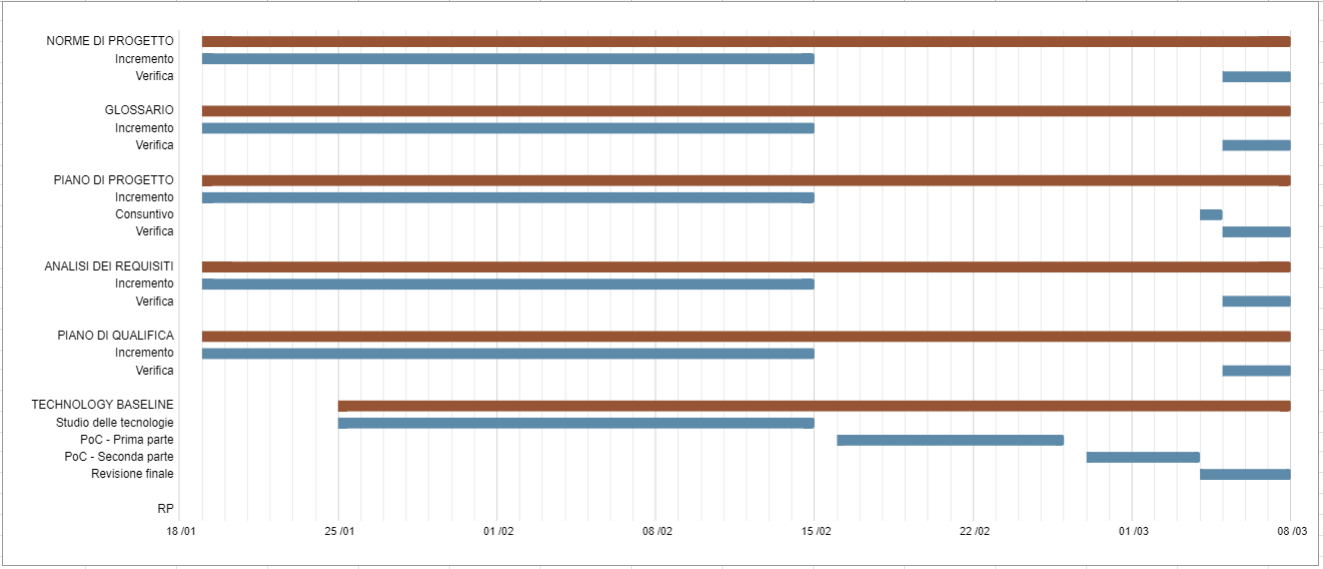 NORME DI PROGETTO
Incremento
Verifica
GLOSSARIO
Incremento
Verifica
PIANO DI PROGETTO
Incremento
Consuntivo
Verifica
ANALISI DEI REQUISITI
Incremento
Verifica
PIANO DI QUALIFICA
Incremento
Verifica
TECHNOLOGY BASELINE
Studio delle tecnologie
PoC - Prima parte
PoC - Seconda parte
Revisione finale
RP
18 /01 25 /01 01 /02 08 /02 15 /02 22 /02 01 /03 08 /03